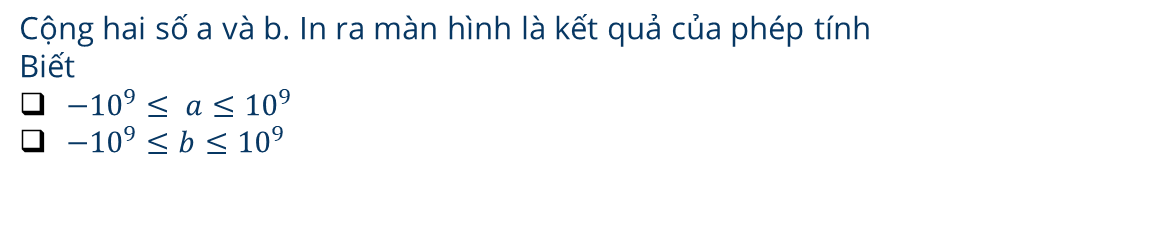 Cộng hai số a và b. In ra màn hình là kết quả của phép tính
Biết
❑ −10⁹ ≤ a ≤ 10⁹
❑ −10⁹ ≤ b ≤ 10⁹